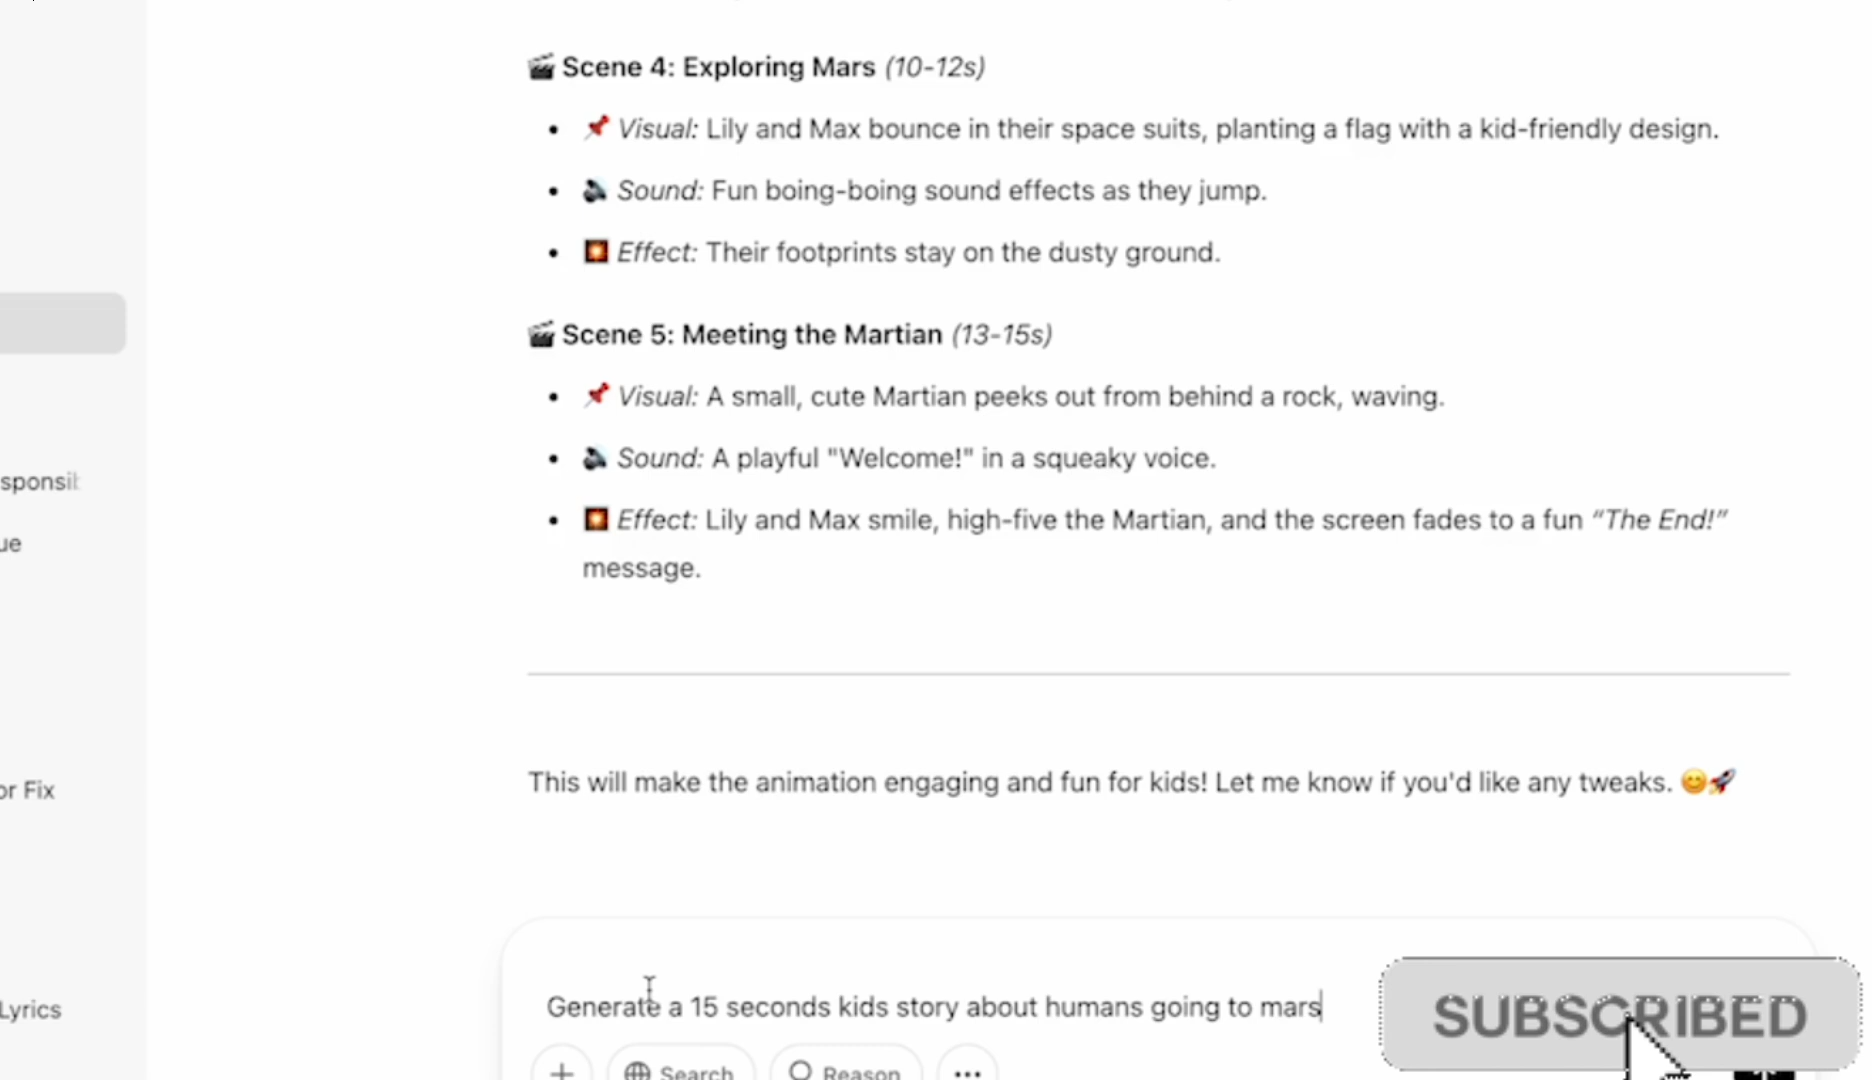 🎬 Scene 4: Exploring Mars (10-12s)
• 📌 Visual: Lily and Max bounce in their space suits, planting a flag with a kid-friendly design.
• 🔊 Sound: Fun boing-boing sound effects as they jump.
• 🎇 Effect: Their footprints stay on the dusty ground.
🎬 Scene 5: Meeting the Martian (13-15s)
• 📌 Visual: A small, cute Martian peeks out from behind a rock, waving.
sponsib
• 🔊 Sound: A playful "Welcome!" in a squeaky voice.
ue
• 🎇 Effect: Lily and Max smile, high-five the Martian, and the screen fades to a fun “The End!”
message.
or Fix
This will make the animation engaging and fun for kids! Let me know if you'd like any tweaks. 😊🚀
Lyrics
Generate a 15 seconds kids story about humans going to mars
SUBSCRIBED
Search
Reason